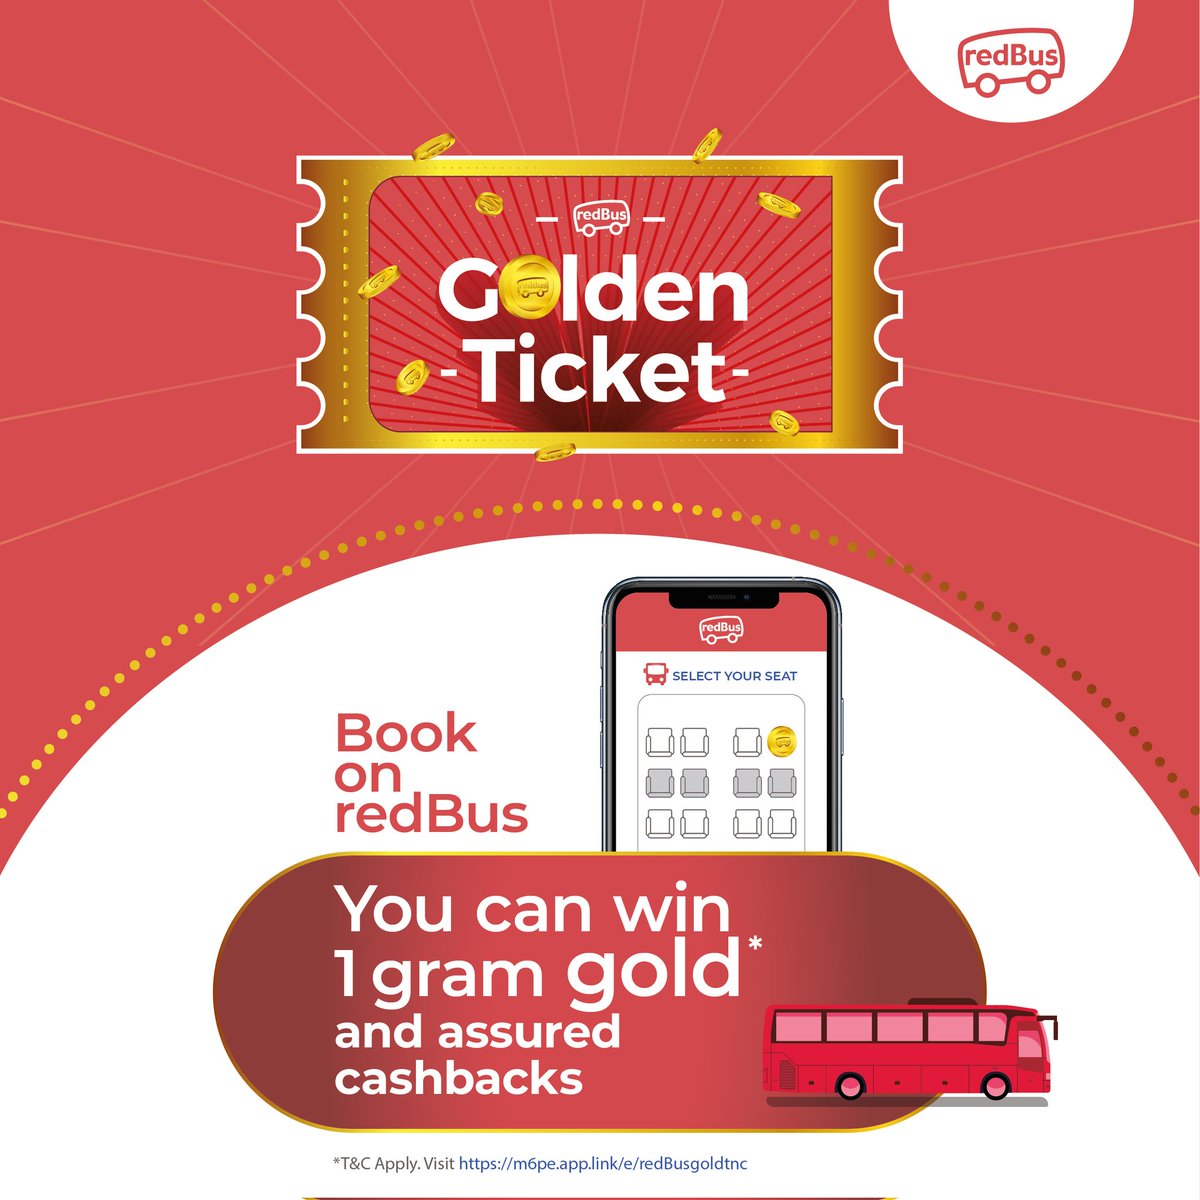 redBus
redBus
Golden
-Ticket-
redBus
SELECT YOUR SEAT
Book
on
redBus
You can win
1 gram gold*
and assured
cashbacks
*T&C Apply. Visit https://m6pe.app.link/e/redBusgoldtnc